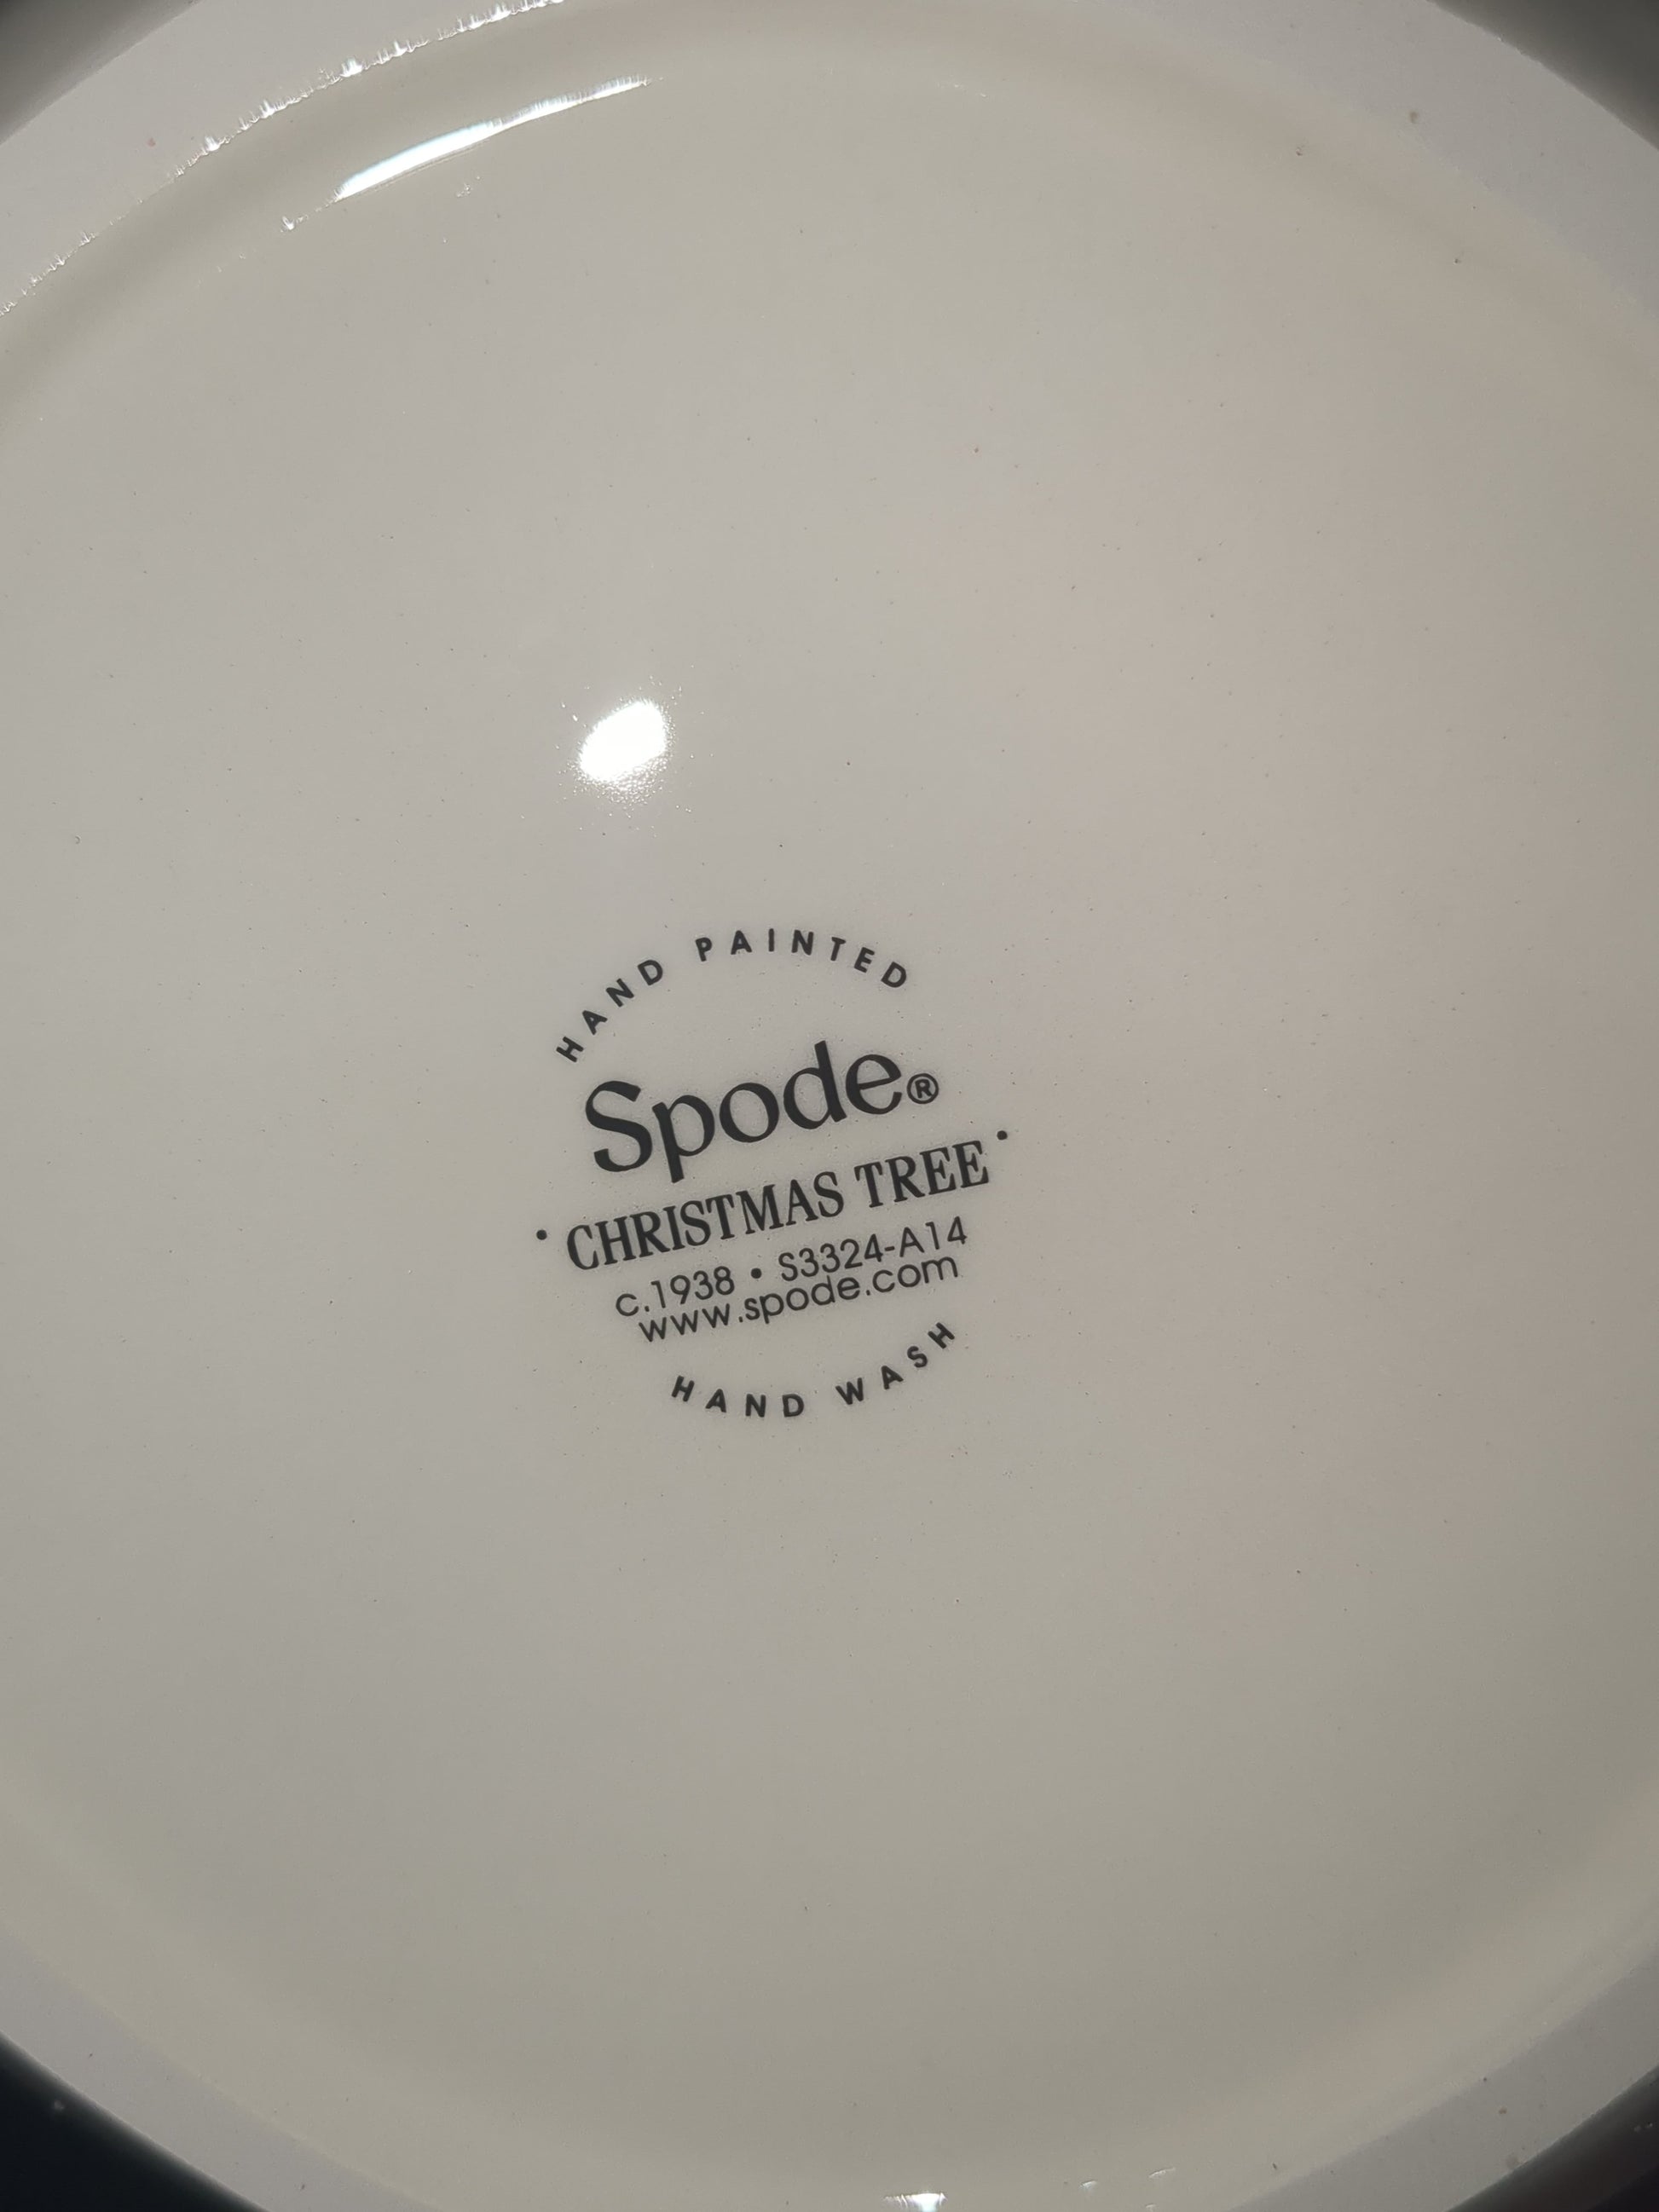 HAND PAINTED
Spode®
• CHRISTMAS TREE •
c.1938 • S3324-A14
www.spode.com
HAND WASH